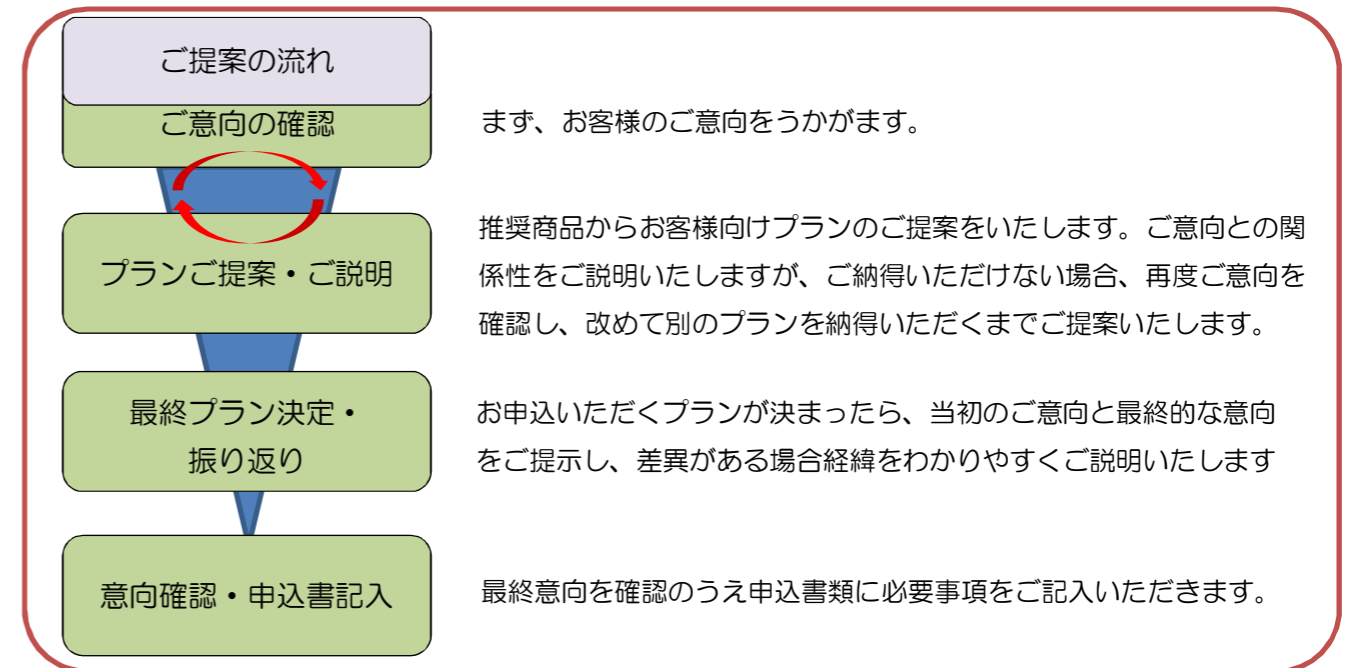 ご提案の流れ
ご意向の確認
まず、お客様のご意向をうかがます。
プランご提案・ご説明
推奨商品からお客様向けプランのご提案をいたします。ご意向との関
係性をご説明いたしますが、ご納得いただけない場合、再度ご意向を
確認し、改めて別のプランを納得いただくまでご提案いたします。
最終プラン決定・
振り返り
お申込いただくプランが決まったら、当初のご意向と最終的な意向
をご提示し、差異がある場合経緯をわかりやすくご説明いたします
意向確認・申込書記入
最終意向を確認のうえ申込書類に必要事項をご記入いただきます。